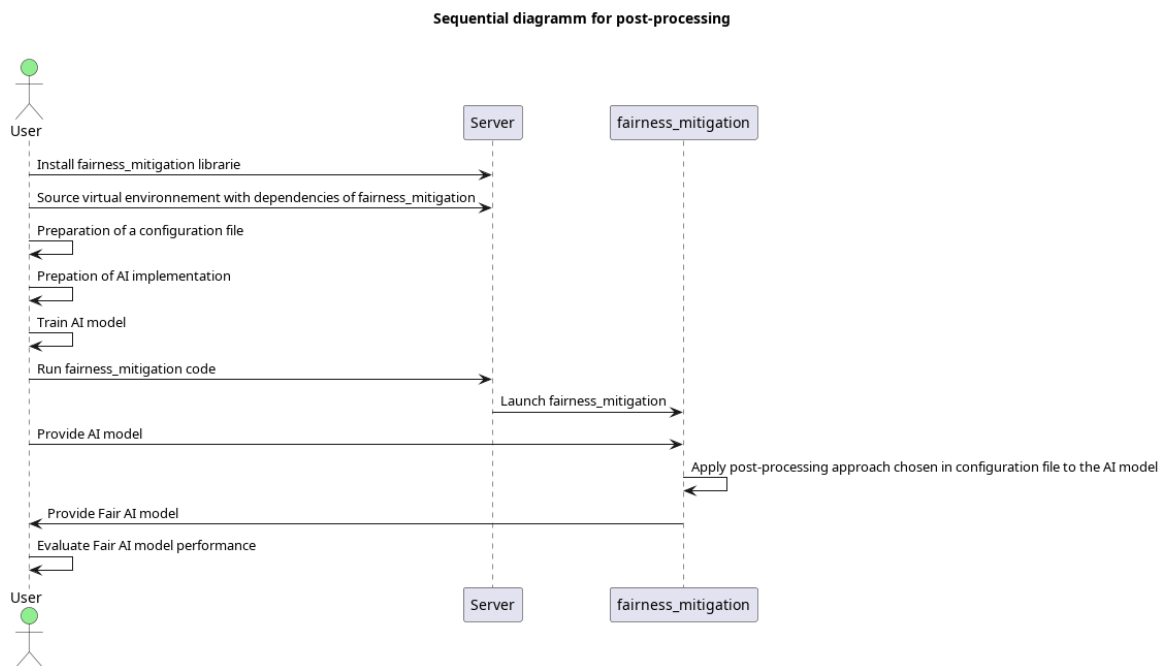 Sequential diagramm for post-processing
User
Server
fairness_mitigation
Install fairness_mitigation librarie
Source virtual environnement with dependencies of fairness_mitigation
Preparation of a configuration file
Prepation of AI implementation
Train AI model
Run fairness_mitigation code
Launch fairness_mitigation
Provide AI model
Apply post-processing approach chosen in configuration file to the AI model
Provide Fair AI model
Evaluate Fair AI model performance
User
Server
fairness_mitigation